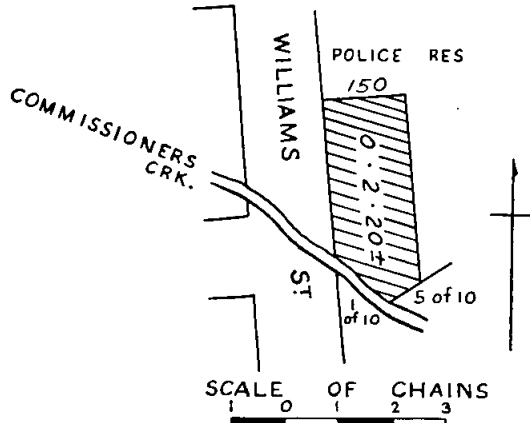 POLICE RES
150
WILLIAMS
ST.
COMMISSIONERS
CRK.
0·2·20±
5 of 10
1
of 10
SCALE OF CHAINS
1 0 1 2 3